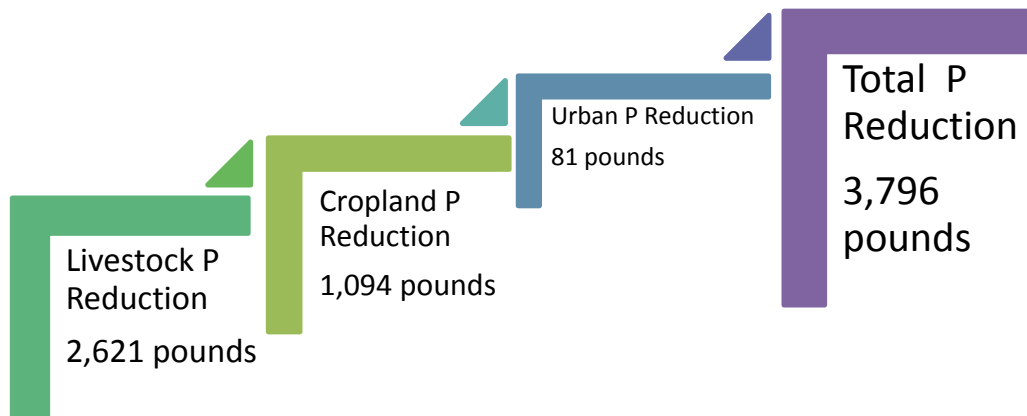 Livestock P
Reduction
2,621 pounds
Cropland P
Reduction
1,094 pounds
Urban P Reduction
81 pounds
Total P
Reduction
3,796
pounds